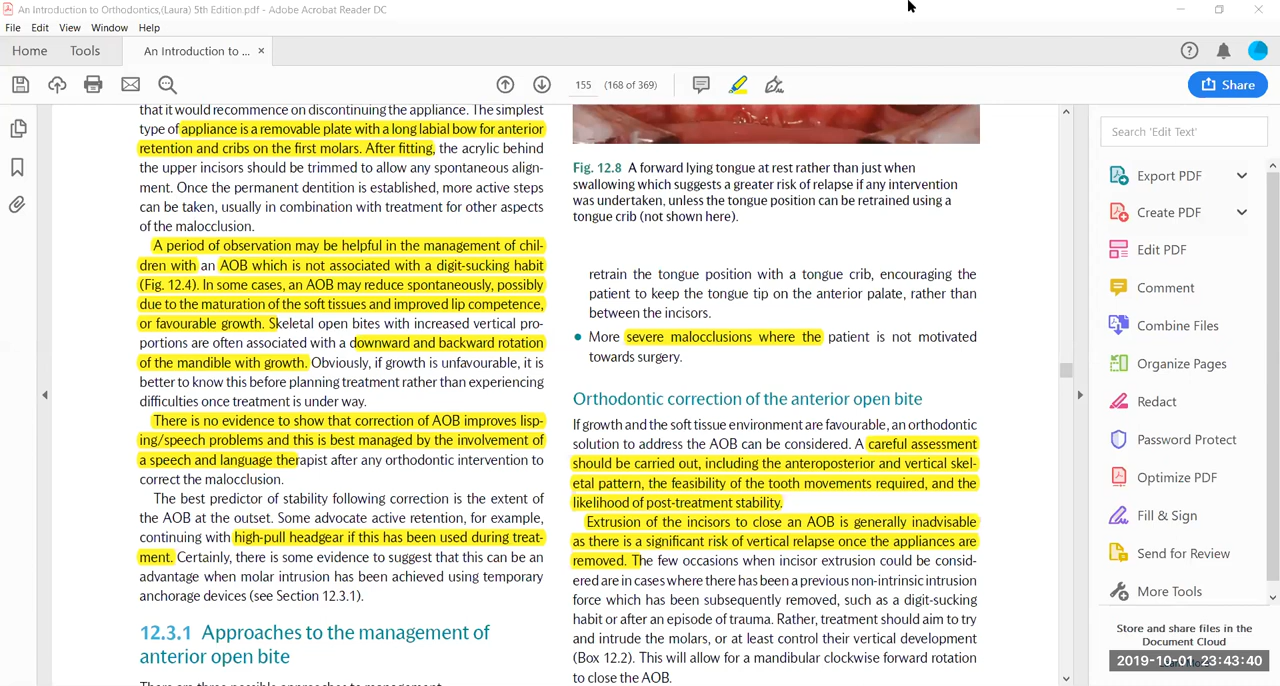 An Introduction to Orthodontics,(Laura) 5th Edition.pdf - Adobe Acrobat Reader DC
File Edit View Window Help
Home Tools An Introduction to ... ×
155 (168 of 369)
Share
that it would recommence on discontinuing the appliance. The simplest
type of appliance is a removable plate with a long labial bow for anterior
retention and cribs on the first molars. After fitting, the acrylic behind
the upper incisors should be trimmed to allow any spontaneous align-
ment. Once the permanent dentition is established, more active steps
can be taken, usually in combination with treatment for other aspects
of the malocclusion.
A period of observation may be helpful in the management of chil-
dren with an AOB which is not associated with a digit-sucking habit
(Fig. 12.4). In some cases, an AOB may reduce spontaneously, possibly
due to the maturation of the soft tissues and improved lip competence,
or favourable growth. Skeletal open bites with increased vertical pro-
portions are often associated with a downward and backward rotation
of the mandible with growth. Obviously, if growth is unfavourable, it is
better to know this before planning treatment rather than experiencing
difficulties once treatment is under way.
There is no evidence to show that correction of AOB improves lisp-
ing/speech problems and this is best managed by the involvement of
a speech and language therapist after any orthodontic intervention to
correct the malocclusion.
The best predictor of stability following correction is the extent of
the AOB at the outset. Some advocate active retention, for example,
continuing with high-pull headgear if this has been used during treat-
ment. Certainly, there is some evidence to suggest that this can be an
advantage when molar intrusion has been achieved using temporary
anchorage devices (see Section 12.3.1).
12.3.1 Approaches to the management of
anterior open bite
There are three possible approaches to management
Fig. 12.8 A forward lying tongue at rest rather than just when
swallowing which suggests a greater risk of relapse if any intervention
was undertaken, unless the tongue position can be retrained using a
tongue crib (not shown here).
retrain the tongue position with a tongue crib, encouraging the
patient to keep the tongue tip on the anterior palate, rather than
between the incisors.
• More severe malocclusions where the patient is not motivated
towards surgery.
Orthodontic correction of the anterior open bite
If growth and the soft tissue environment are favourable, an orthodontic
solution to address the AOB can be considered. A careful assessment
should be carried out, including the anteroposterior and vertical skel-
etal pattern, the feasibility of the tooth movements required, and the
likelihood of post-treatment stability.
Extrusion of the incisors to close an AOB is generally inadvisable
as there is a significant risk of vertical relapse once the appliances are
removed. The few occasions when incisor extrusion could be consid-
ered are in cases where there has been a previous non-intrinsic intrusion
force which has been subsequently removed, such as a digit-sucking
habit or after an episode of trauma. Rather, treatment should aim to try
and intrude the molars, or at least control their vertical development
(Box 12.2). This will allow for a mandibular clockwise forward rotation
to close the AOB.
Search 'Edit Text'
Export PDF
Create PDF
Edit PDF
Comment
Combine Files
Organize Pages
Redact
Password Protect
Optimize PDF
Fill & Sign
Send for Review
More Tools
Store and share files in the
Document Cloud
2019-10-01 23:43:40